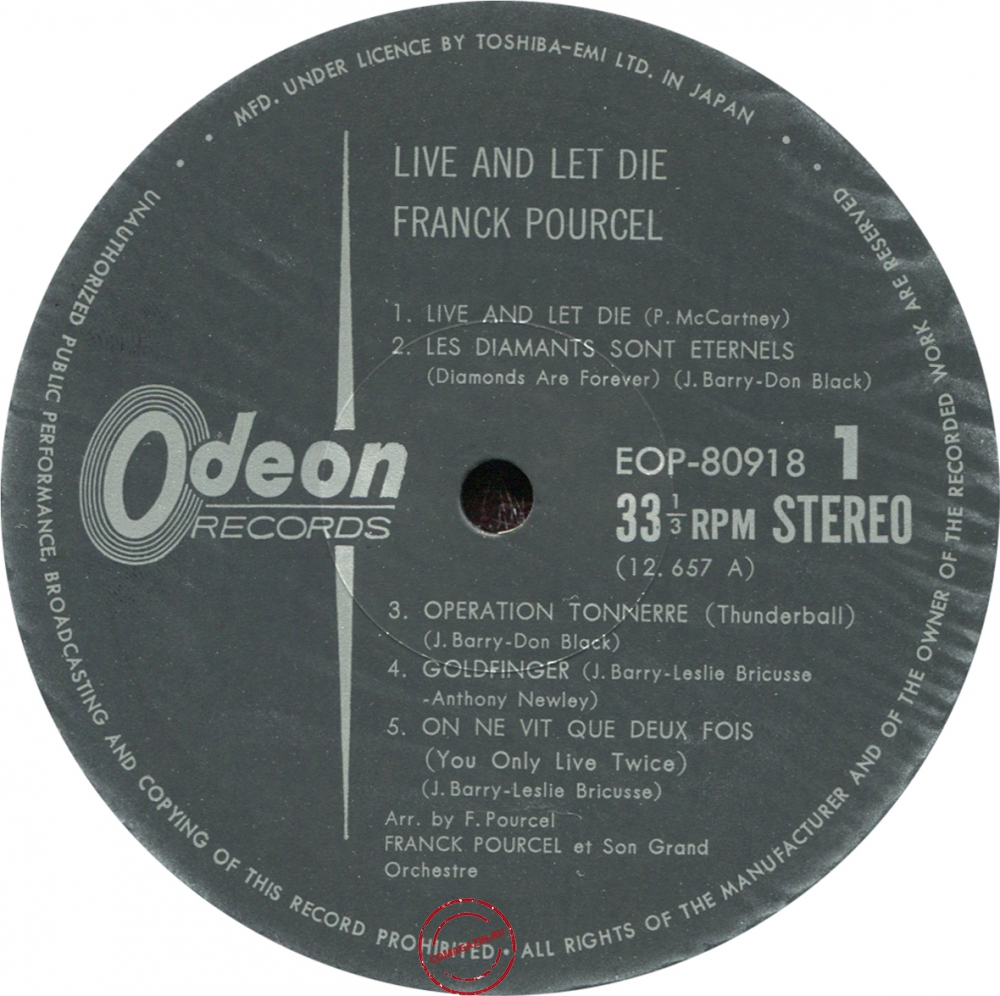 MFD. UNDER LICENCE BY TOSHIBA-EMI LTD. IN JAPAN
LIVE AND LET DIE
FRANCK POURCEL
1. LIVE AND LET DIE (P. McCartney)
2. LES DIAMANTS SONT ETERNELS
(Diamonds Are Forever) (J. Barry-Don Black)
Odeon
RECORDS
EOP-80918 1
33 1/3 RPM STEREO
(12. 657 A)
3. OPERATION TONNERRE (Thunderball)
(J. Barry-Don Black)
4. GOLDFINGER (J. Barry-Leslie Bricusse
-Anthony Newley)
5. ON NE VIT QUE DEUX FOIS
(You Only Live Twice)
(J. Barry-Leslie Bricusse)
Arr. by F. Pourcel
FRANCK POURCEL et Son Grand
Orchestre
UNAUTHORIZED PUBLIC PERFORMANCE, BROADCASTING AND COPYING OF THIS RECORD PROHIBITED • ALL RIGHTS OF THE MANUFACTURER AND OF THE OWNER OF THE RECORDED WORK ARE RESERVED